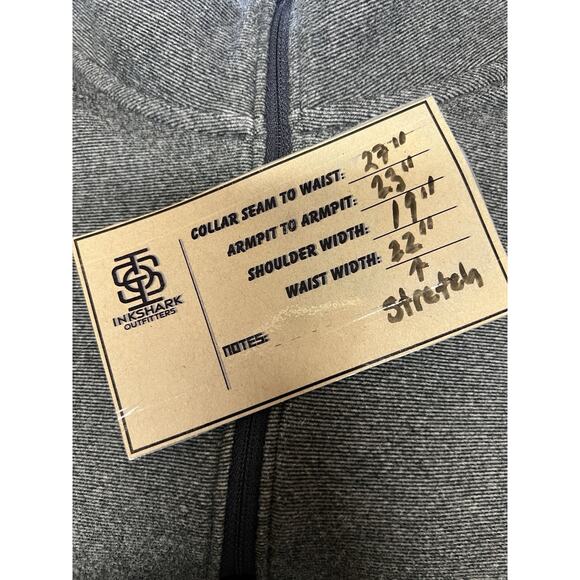 COLLAR SEAM TO WAIST: 27"
ARMPIT TO ARMPIT: 23"
SHOULDER WIDTH: 19"
WAIST WIDTH: 22"
↑
stretch
NOTES:
INKSHARK
OUTFITTERS